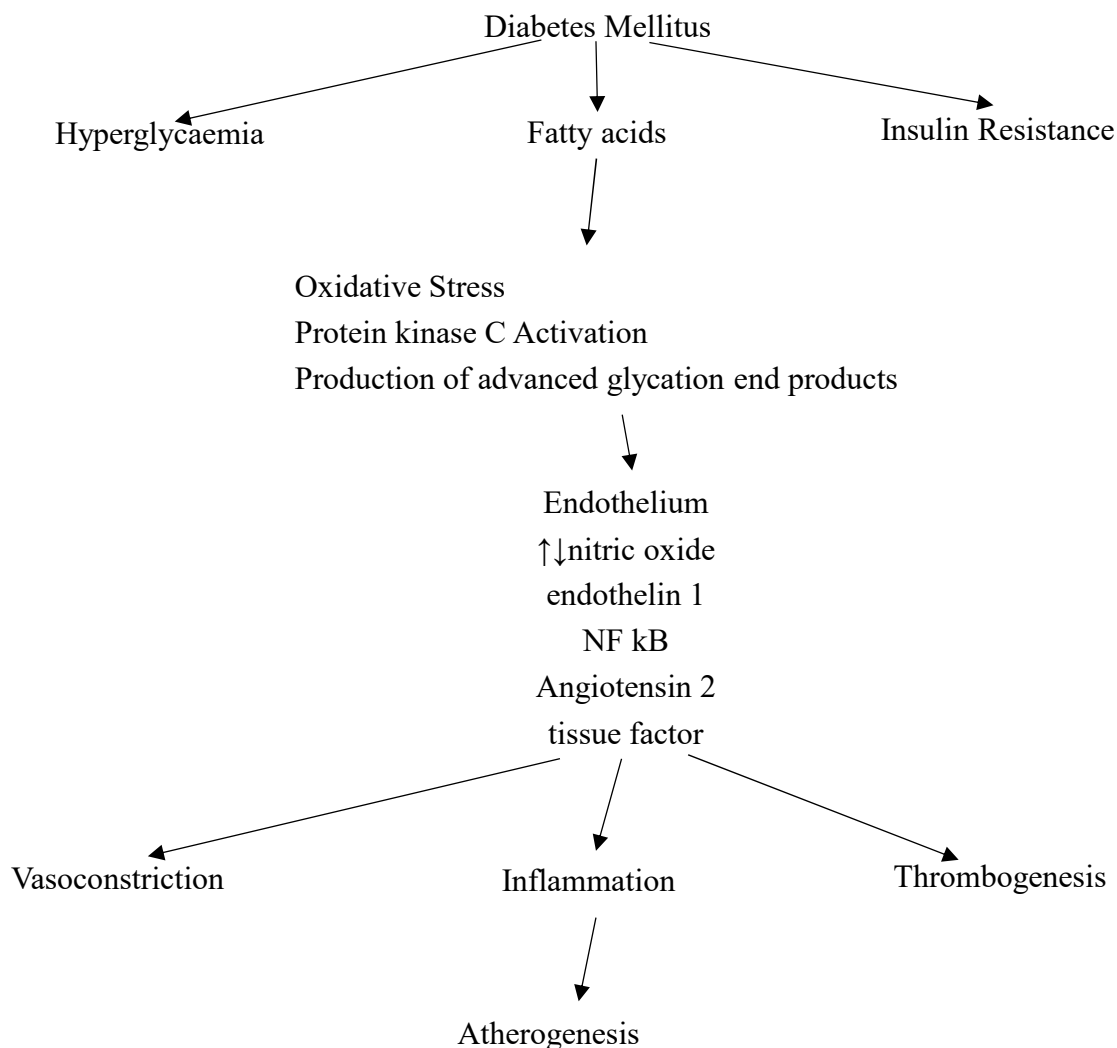 Diabetes Mellitus
Hyperglycaemia
Fatty acids
Insulin Resistance
Oxidative Stress
Protein kinase C Activation
Production of advanced glycation end products
Endothelium
↑↓nitric oxide
endothelin 1
NF kB
Angiotensin 2
tissue factor
Vasoconstriction
Inflammation
Thrombogenesis
Atherogenesis